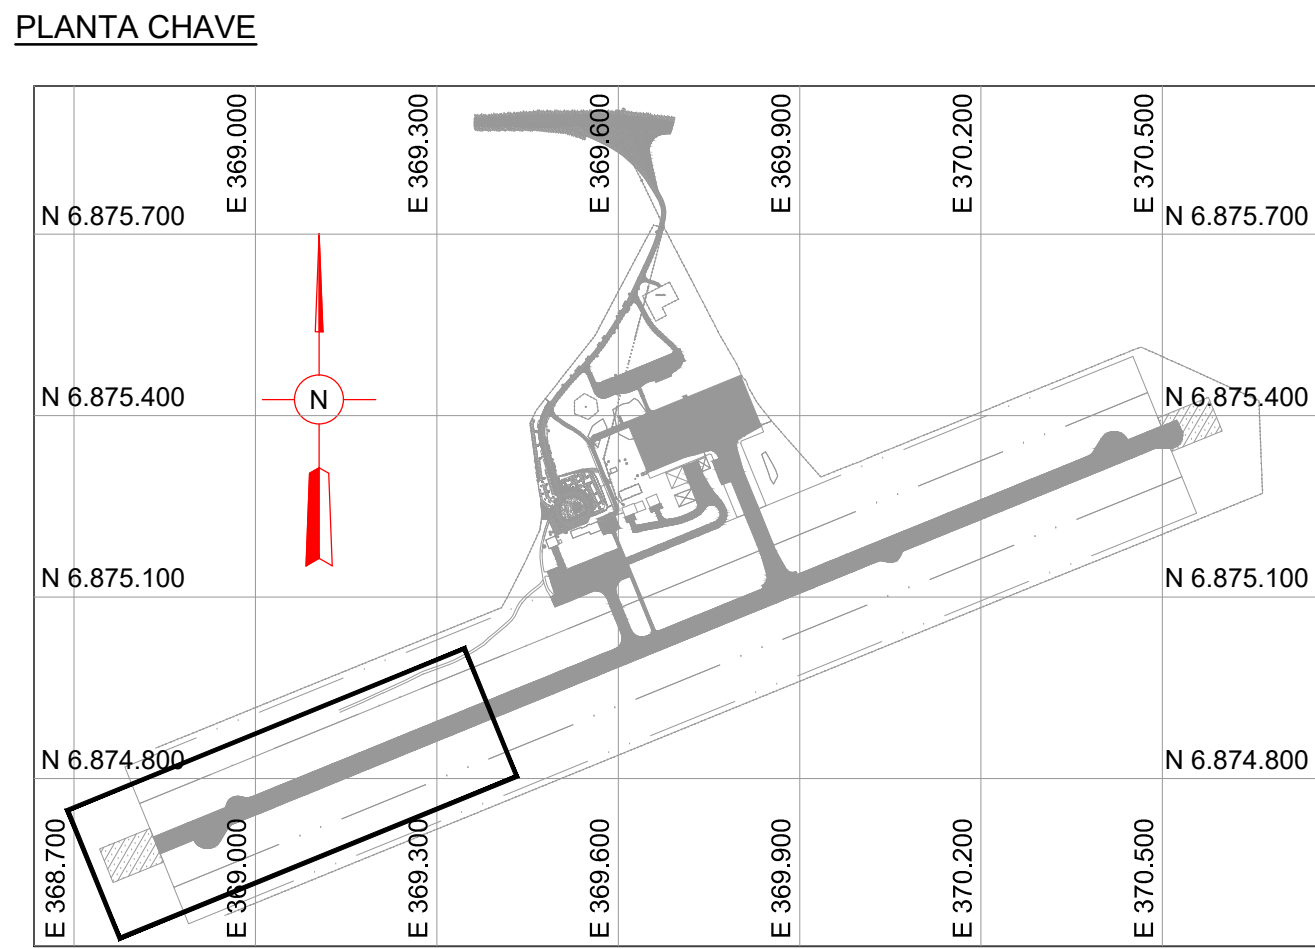 PLANTA CHAVE
E 369.000
E 369.300
E 369.600
E 369.900
E 370.200
E 370.500
N 6.875.700
N 6.875.700
N
N 6.875.400
N 6.875.400
N 6.875.100
N 6.875.100
N 6.874.800
N 6.874.800
E 368.700
E 369.000
E 369.300
E 369.600
E 369.900
E 370.200
E 370.500